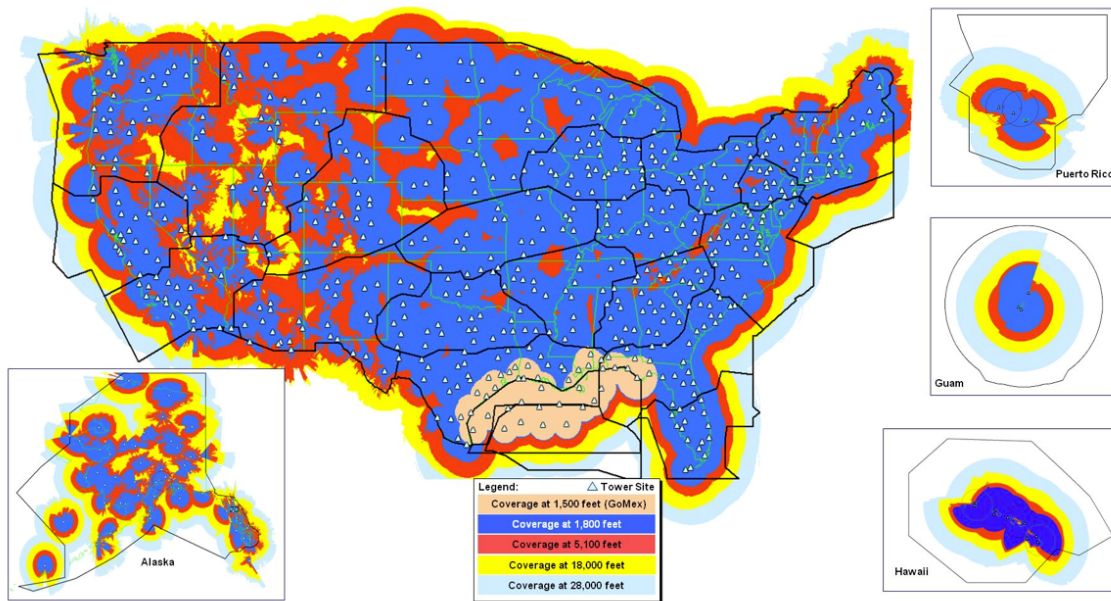 Puerto Rico
Guam
Hawaii
Alaska
Legend:
Tower Site
Coverage at 1,500 feet (GoMex)
Coverage at 1,800 feet
Coverage at 5,100 feet
Coverage at 18,000 feet
Coverage at 28,000 feet